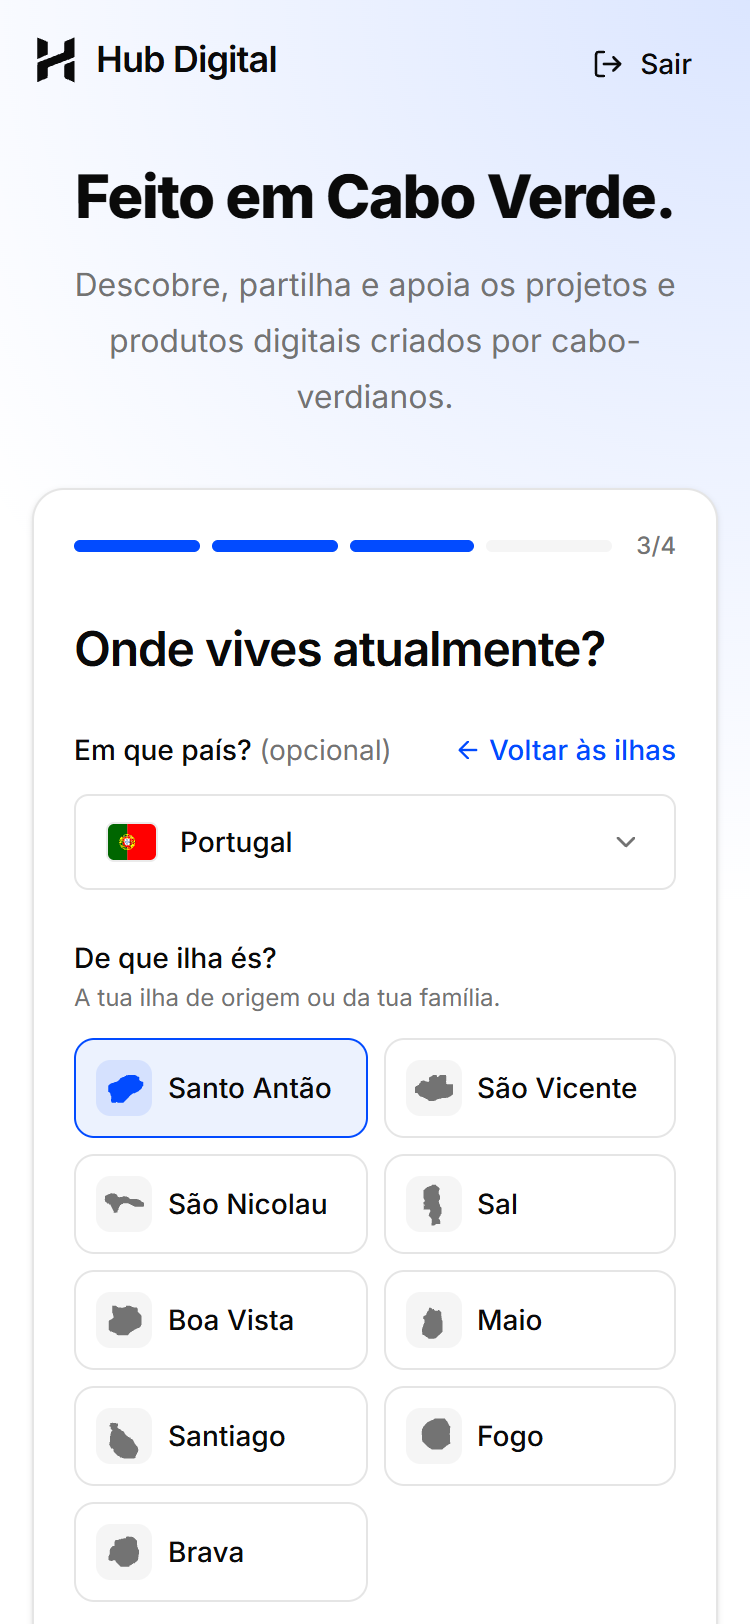 Hub Digital
Sair
Feito em Cabo Verde.
Descobre, partilha e apoia os projetos e
produtos digitais criados por cabo-
verdianos.
3/4
Onde vives atualmente?
Em que país? (opcional)
← Voltar às ilhas
Portugal
De que ilha és?
A tua ilha de origem ou da tua família.
Santo Antão
São Vicente
São Nicolau
Sal
Boa Vista
Maio
Santiago
Fogo
Brava